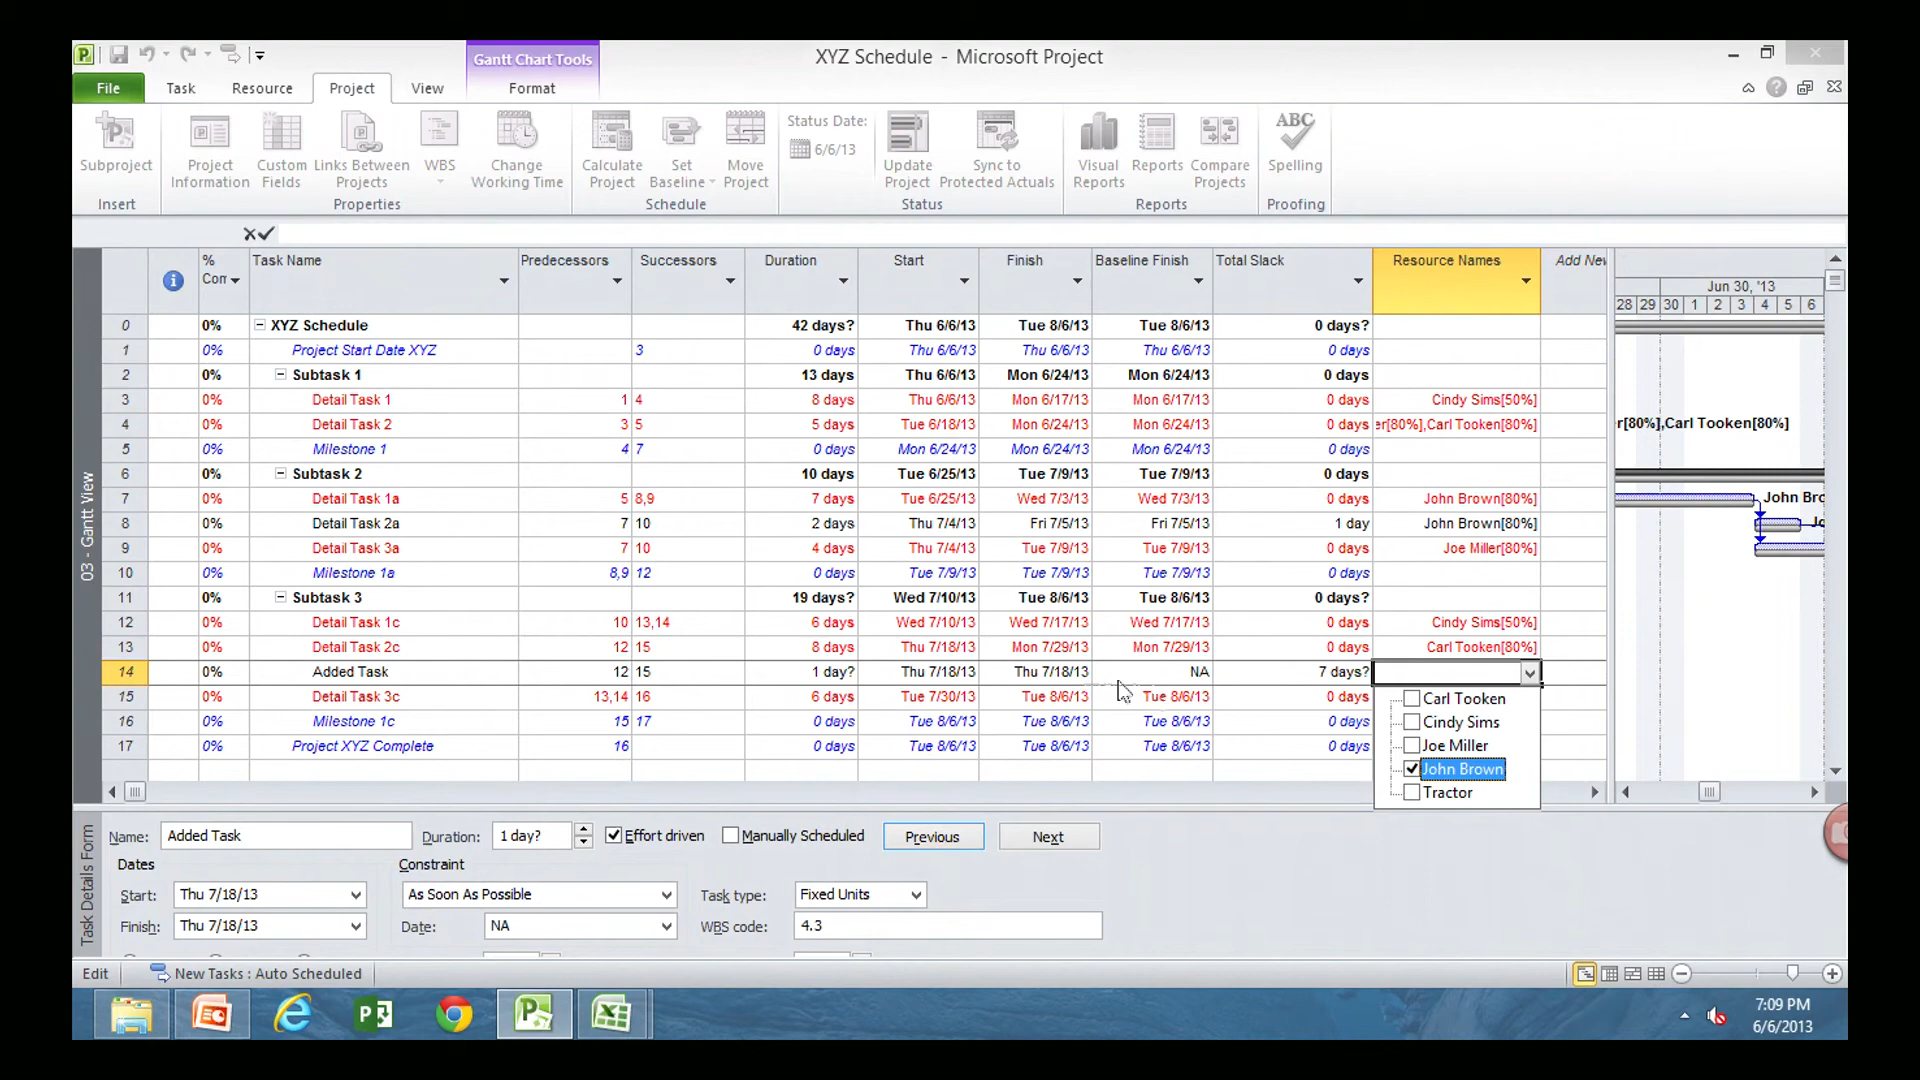 Gantt Chart Tools
XYZ Schedule - Microsoft Project
File Task Resource Project View Format
Subproject
Project Information
Custom Fields
Links Between Projects
WBS
Change Working Time
Calculate Project
Set Baseline
Move Project
Status Date:
6/6/13
Update Project
Sync to Protected Actuals
Visual Reports
Reports
Compare Projects
ABC
Spelling
Insert Properties Schedule Status Reports Proofing
% Con Task Name Predecessors Successors Duration Start Finish Baseline Finish Total Slack Resource Names Add Nev
Jun 30, '13
28 29 30 1 2 3 4 5 6
0 0% XYZ Schedule 42 days? Thu 6/6/13 Tue 8/6/13 Tue 8/6/13 0 days?
1 0% Project Start Date XYZ 3 0 days Thu 6/6/13 Thu 6/6/13 Thu 6/6/13 0 days
2 0% Subtask 1 13 days Thu 6/6/13 Mon 6/24/13 Mon 6/24/13 0 days
3 0% Detail Task 1 1 4 8 days Thu 6/6/13 Mon 6/17/13 Mon 6/17/13 0 days Cindy Sims[50%]
4 0% Detail Task 2 3 5 5 days Tue 6/18/13 Mon 6/24/13 Mon 6/24/13 0 days er[80%],Carl Tooken[80%] r[80%],Carl Tooken[80%]
5 0% Milestone 1 4 7 0 days Mon 6/24/13 Mon 6/24/13 Mon 6/24/13 0 days
6 0% Subtask 2 10 days Tue 6/25/13 Tue 7/9/13 Tue 7/9/13 0 days
7 0% Detail Task 1a 5 8,9 7 days Tue 6/25/13 Wed 7/3/13 Wed 7/3/13 0 days John Brown[80%] John Bro
8 0% Detail Task 2a 7 10 2 days Thu 7/4/13 Fri 7/5/13 Fri 7/5/13 1 day John Brown[80%] Jo
9 0% Detail Task 3a 7 10 4 days Thu 7/4/13 Tue 7/9/13 Tue 7/9/13 0 days Joe Miller[80%]
10 0% Milestone 1a 8,9 12 0 days Tue 7/9/13 Tue 7/9/13 Tue 7/9/13 0 days
11 0% Subtask 3 19 days? Wed 7/10/13 Tue 8/6/13 Tue 8/6/13 0 days?
12 0% Detail Task 1c 10 13,14 6 days Wed 7/10/13 Wed 7/17/13 Wed 7/17/13 0 days Cindy Sims[50%]
13 0% Detail Task 2c 12 15 8 days Thu 7/18/13 Mon 7/29/13 Mon 7/29/13 0 days Carl Tooken[80%]
14 0% Added Task 12 15 1 day? Thu 7/18/13 Thu 7/18/13 NA 7 days?
15 0% Detail Task 3c 13,14 16 6 days Tue 7/30/13 Tue 8/6/13 Tue 8/6/13 0 days
16 0% Milestone 1c 15 17 0 days Tue 8/6/13 Tue 8/6/13 Tue 8/6/13 0 days
17 0% Project XYZ Complete 16 0 days Tue 8/6/13 Tue 8/6/13 Tue 8/6/13 0 days
Carl Tooken
Cindy Sims
Joe Miller
John Brown
Tractor
03 - Gantt View
Task Details Form
Name: Added Task Duration: 1 day? Effort driven Manually Scheduled Previous Next
Dates Constraint
Start: Thu 7/18/13 As Soon As Possible Task type: Fixed Units
Finish: Thu 7/18/13 Date: NA WBS code: 4.3
Edit New Tasks : Auto Scheduled
7:09 PM
6/6/2013